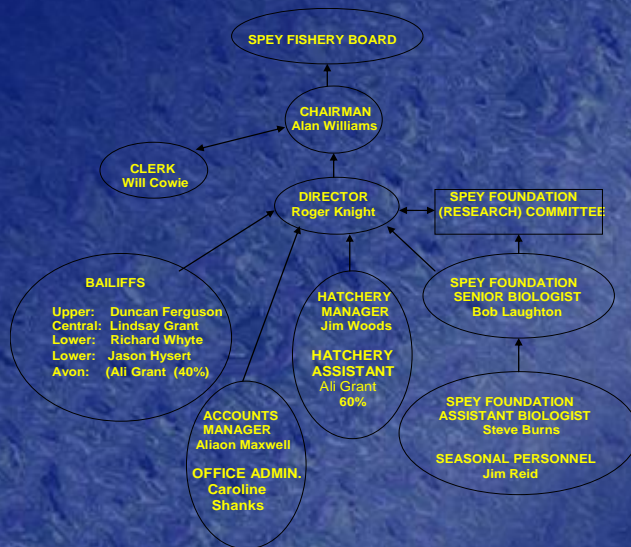 SPEY FISHERY BOARD
CHAIRMAN
Alan Williams
CLERK
Will Cowie
DIRECTOR
Roger Knight
SPEY FOUNDATION
(RESEARCH) COMMITTEE
BAILIFFS
Upper: Duncan Ferguson
Central: Lindsay Grant
Lower: Richard Whyte
Lower: Jason Hysert
Avon: (Ali Grant (40%)
HATCHERY
MANAGER
Jim Woods
HATCHERY
ASSISTANT
Ali Grant
60%
SPEY FOUNDATION
SENIOR BIOLOGIST
Bob Laughton
ACCOUNTS
MANAGER
Aliaon Maxwell
OFFICE ADMIN.
Caroline
Shanks
SPEY FOUNDATION
ASSISTANT BIOLOGIST
Steve Burns
SEASONAL PERSONNEL
Jim Reid